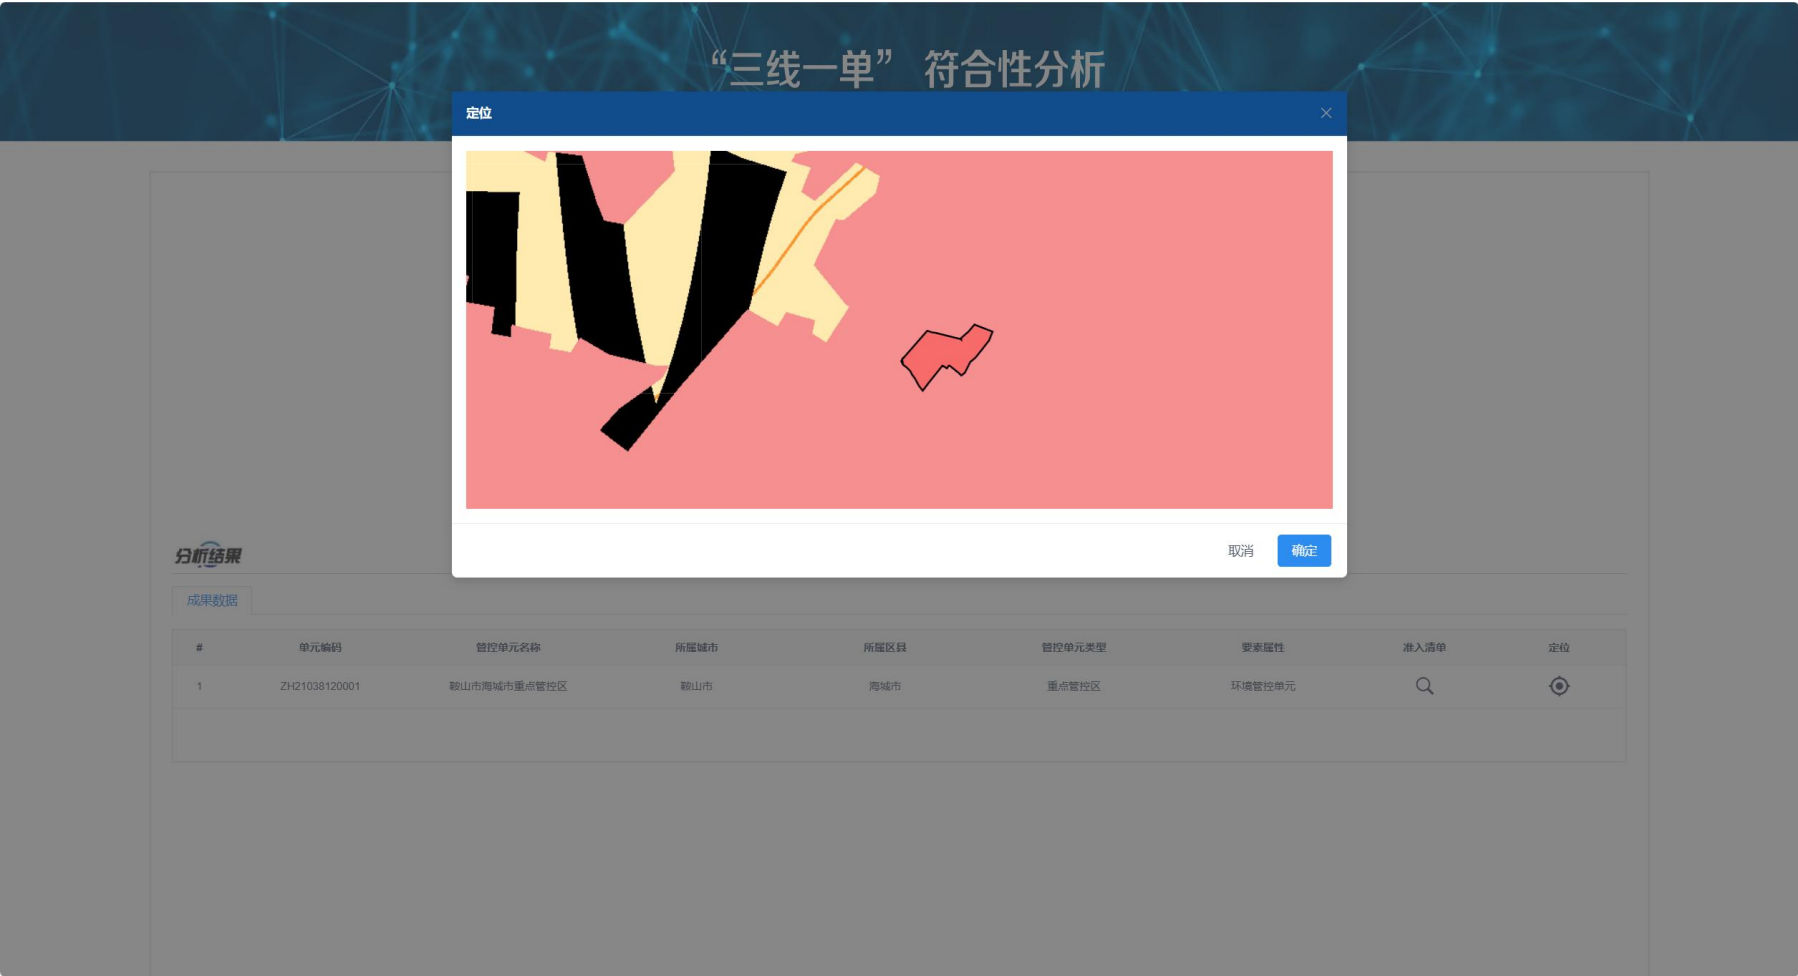 “三线一单” 符合性分析
定位
取消 确定
分析结果
成果数据
# 单元编码 管控单元名称 所属城市 所属区县 管控单元类型 要素属性 准入清单 定位
1 ZH21038120001 鞍山市海城市重点管控区 鞍山市 海城市 重点管控区 环境管控单元